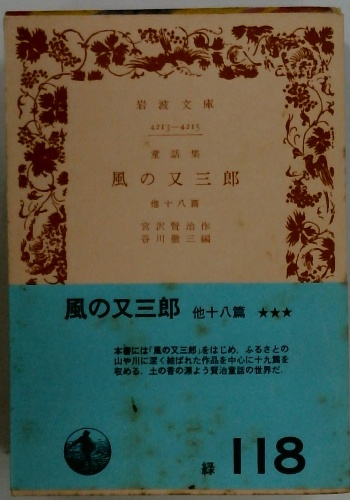 岩波文庫
4213—4215
童話集
風の又三郎
他十八篇
宮沢賢治作
谷川徹三編
風の又三郎 他十八篇 ★★★
本書には「風の又三郎」をはじめ、ふるさとの
山や川に深く結ばれた作品を中心に十九篇を
収める。土の香の漂よう賢治童話の世界だ。
緑 118